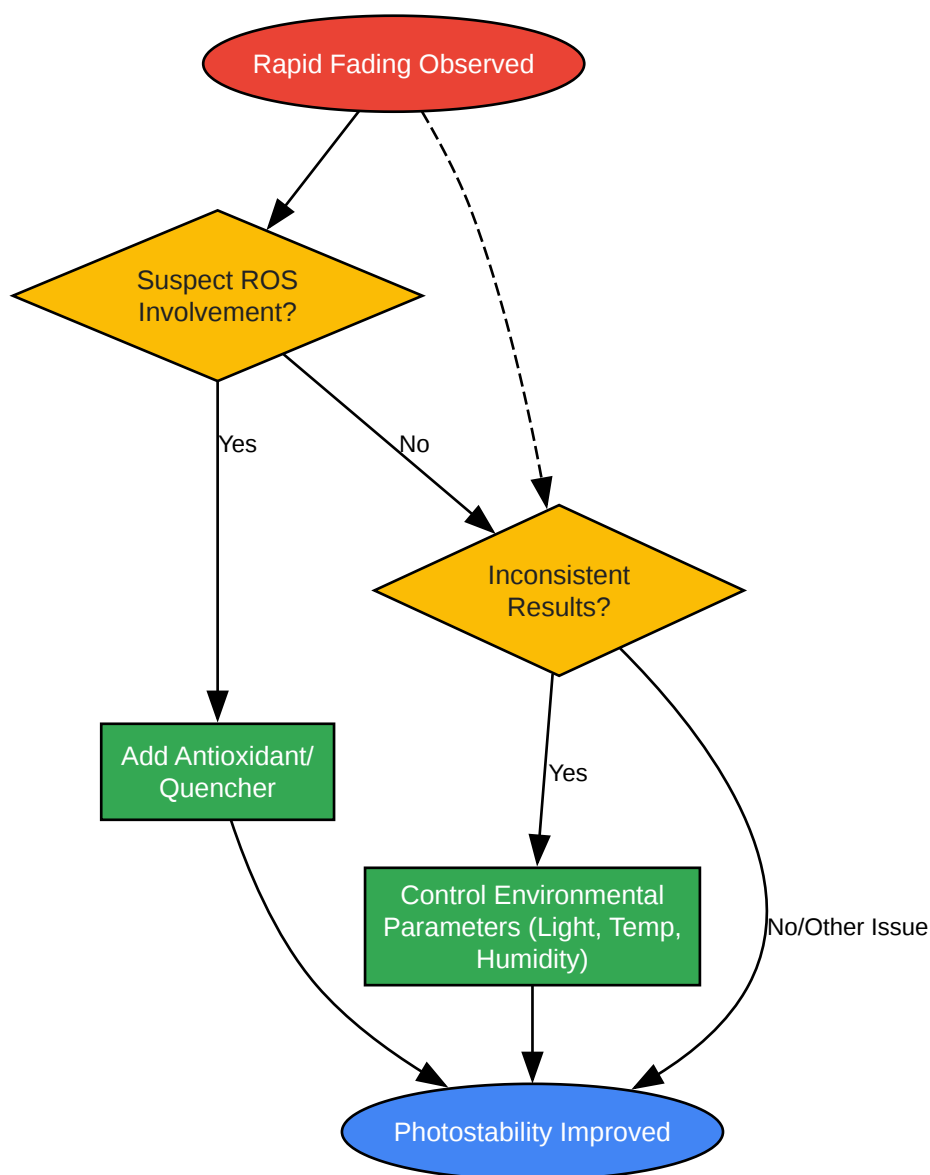 Rapid Fading Observed
Suspect ROS
Involvement?
Yes
No
Inconsistent
Results?
Add Antioxidant/
Quencher
Yes
Control Environmental
Parameters (Light, Temp,
Humidity)
No/Other Issue
Photostability Improved